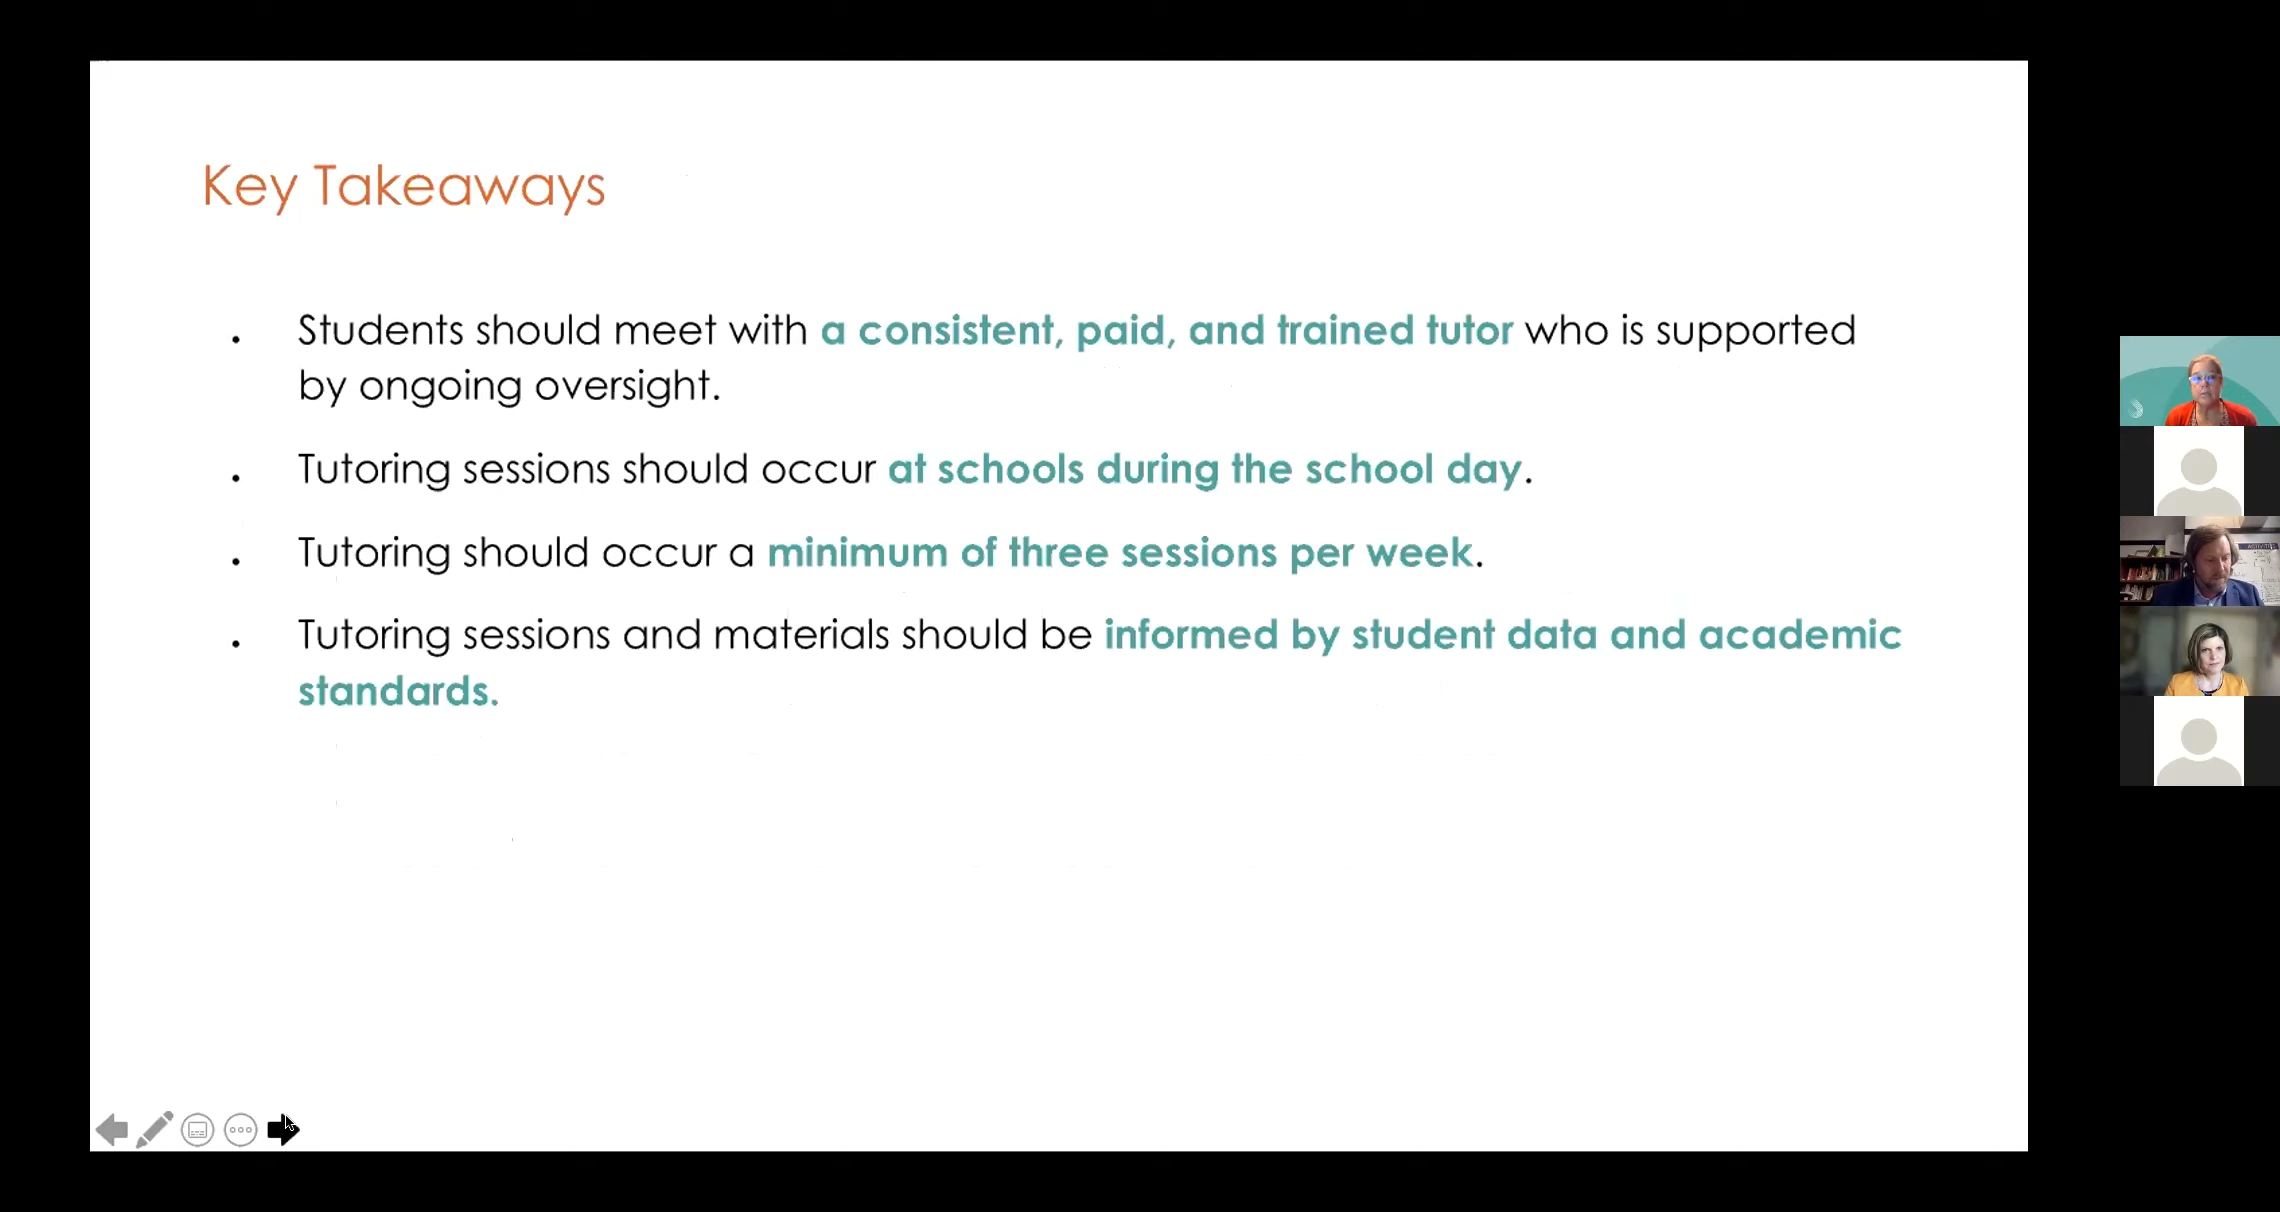 Key Takeaways
• Students should meet with a consistent, paid, and trained tutor who is supported
by ongoing oversight.
• Tutoring sessions should occur at schools during the school day.
• Tutoring should occur a minimum of three sessions per week.
• Tutoring sessions and materials should be informed by student data and academic
standards.